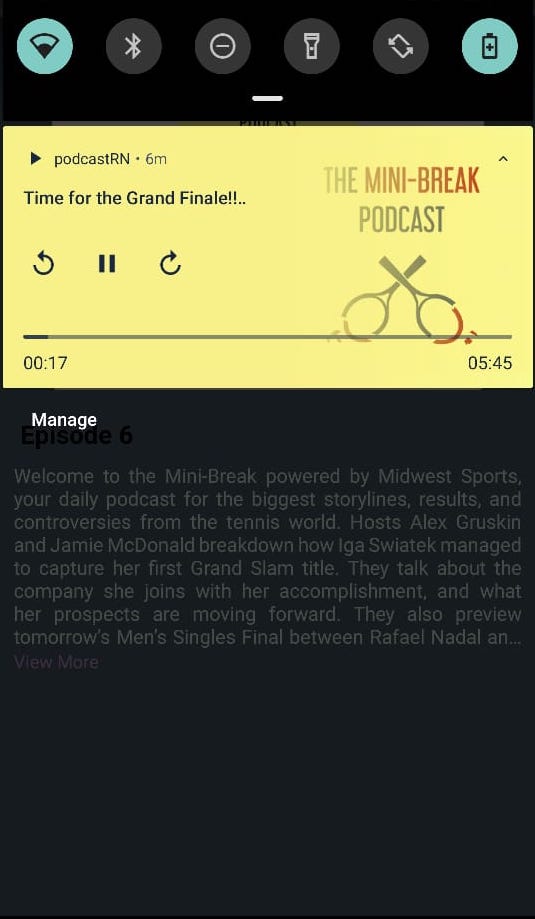 PODCAST
podcastRN • 6m
Time for the Grand Finale!!..
THE MINI-BREAK
PODCAST
00:17
05:45
Manage
Episode 6
Welcome to the Mini-Break powered by Midwest Sports,
your daily podcast for the biggest storylines, results, and
controversies from the tennis world. Hosts Alex Gruskin
and Jamie McDonald breakdown how Iga Swiatek managed
to capture her first Grand Slam title. They talk about the
company she joins with her accomplishment, and what
her prospects are moving forward. They also preview
tomorrow's Men's Singles Final between Rafael Nadal an...
View More